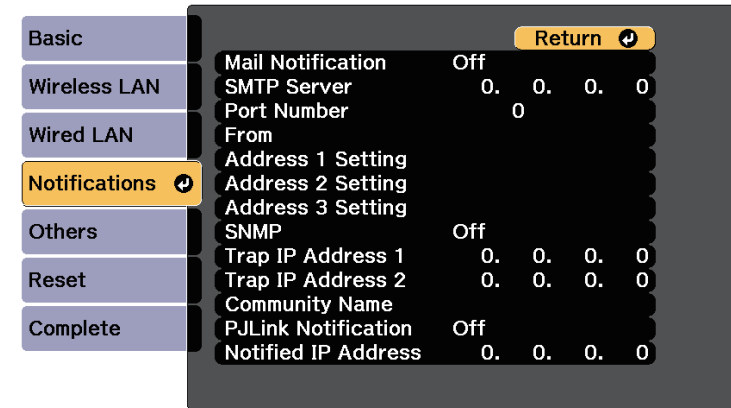 Basic
Wireless LAN
Wired LAN
Notifications
Others
Reset
Complete
Return
Mail Notification Off
SMTP Server 0. 0. 0. 0
Port Number 0
From
Address 1 Setting
Address 2 Setting
Address 3 Setting
SNMP Off
Trap IP Address 1 0. 0. 0. 0
Trap IP Address 2 0. 0. 0. 0
Community Name
PJLink Notification Off
Notified IP Address 0. 0. 0. 0